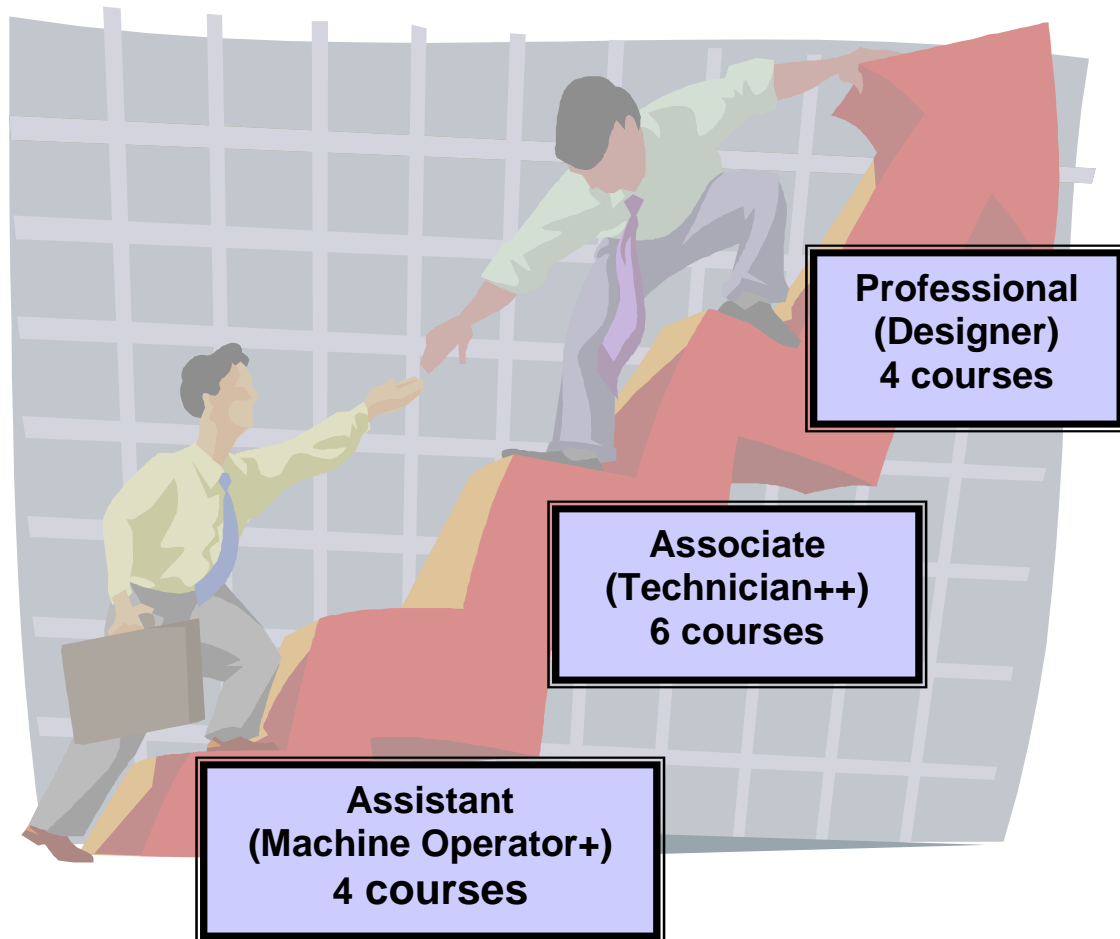 Professional
(Designer)
4 courses
Associate
(Technician++)
6 courses
Assistant
(Machine Operator+)
4 courses